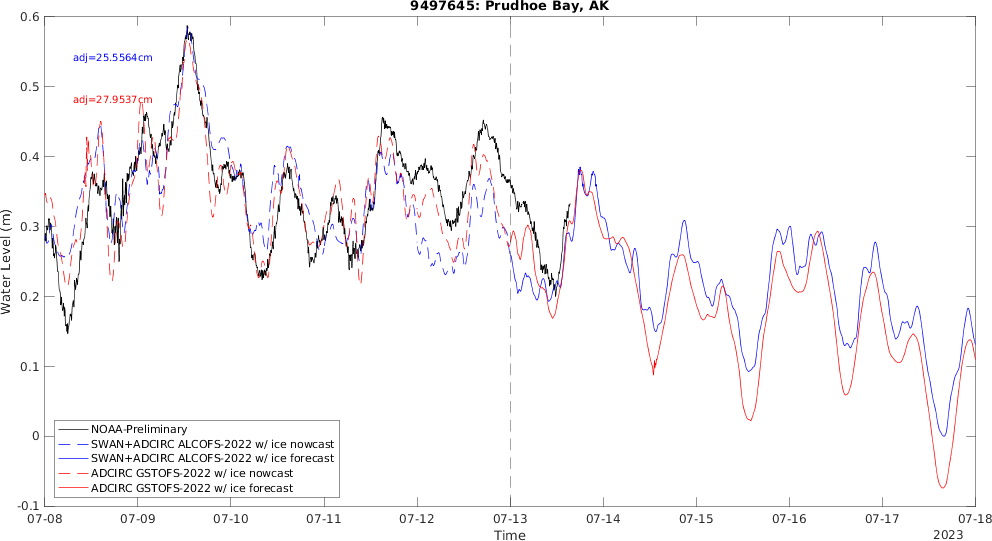 9497645: Prudhoe Bay, AK
0.6
0.5
0.4
0.3
0.2
0.1
0
-0.1
Water Level (m)
adj=25.5564cm
adj=27.9537cm
NOAA-Preliminary
SWAN+ADCIRC ALCOFS-2022 w/ ice nowcast
SWAN+ADCIRC ALCOFS-2022 w/ ice forecast
ADCIRC GSTOFS-2022 w/ ice nowcast
ADCIRC GSTOFS-2022 w/ ice forecast
07-08 07-09 07-10 07-11 07-12 07-13 07-14 07-15 07-16 07-17 07-18
Time
2023